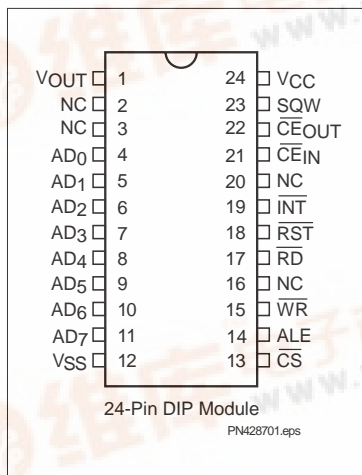 VOUT 1 24 VCC
NC 2 23 SQW
NC 3 22 CEOUT
AD0 4 21 CEIN
AD1 5 20 NC
AD2 6 19 INT
AD3 7 18 RST
AD4 8 17 RD
AD5 9 16 NC
AD6 10 15 WR
AD7 11 14 ALE
VSS 12 13 CS
24-Pin DIP Module
PN428701.eps